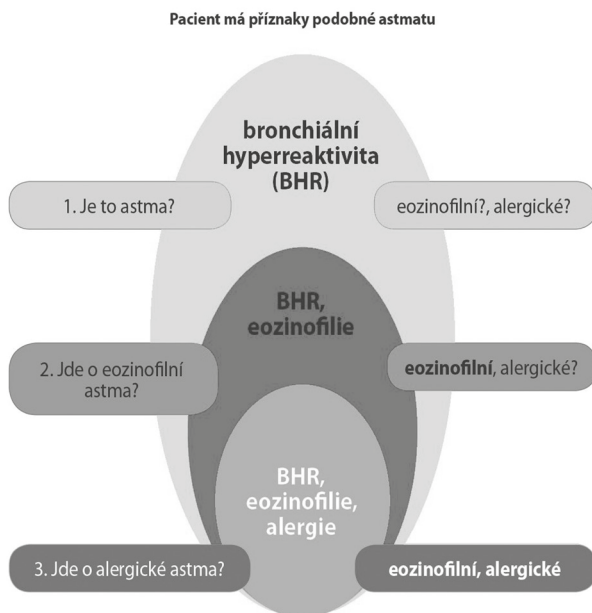 Pacient má příznaky podobné astmatu
bronchiální
hyperreaktivita
(BHR)
1. Je to astma?
eozinofilní?, alergické?
BHR,
eozinofilie
2. Jde o eozinofilní
astma?
eozinofilní, alergické?
BHR,
eozinofilie,
alergie
3. Jde o alergické astma?
eozinofilní, alergické